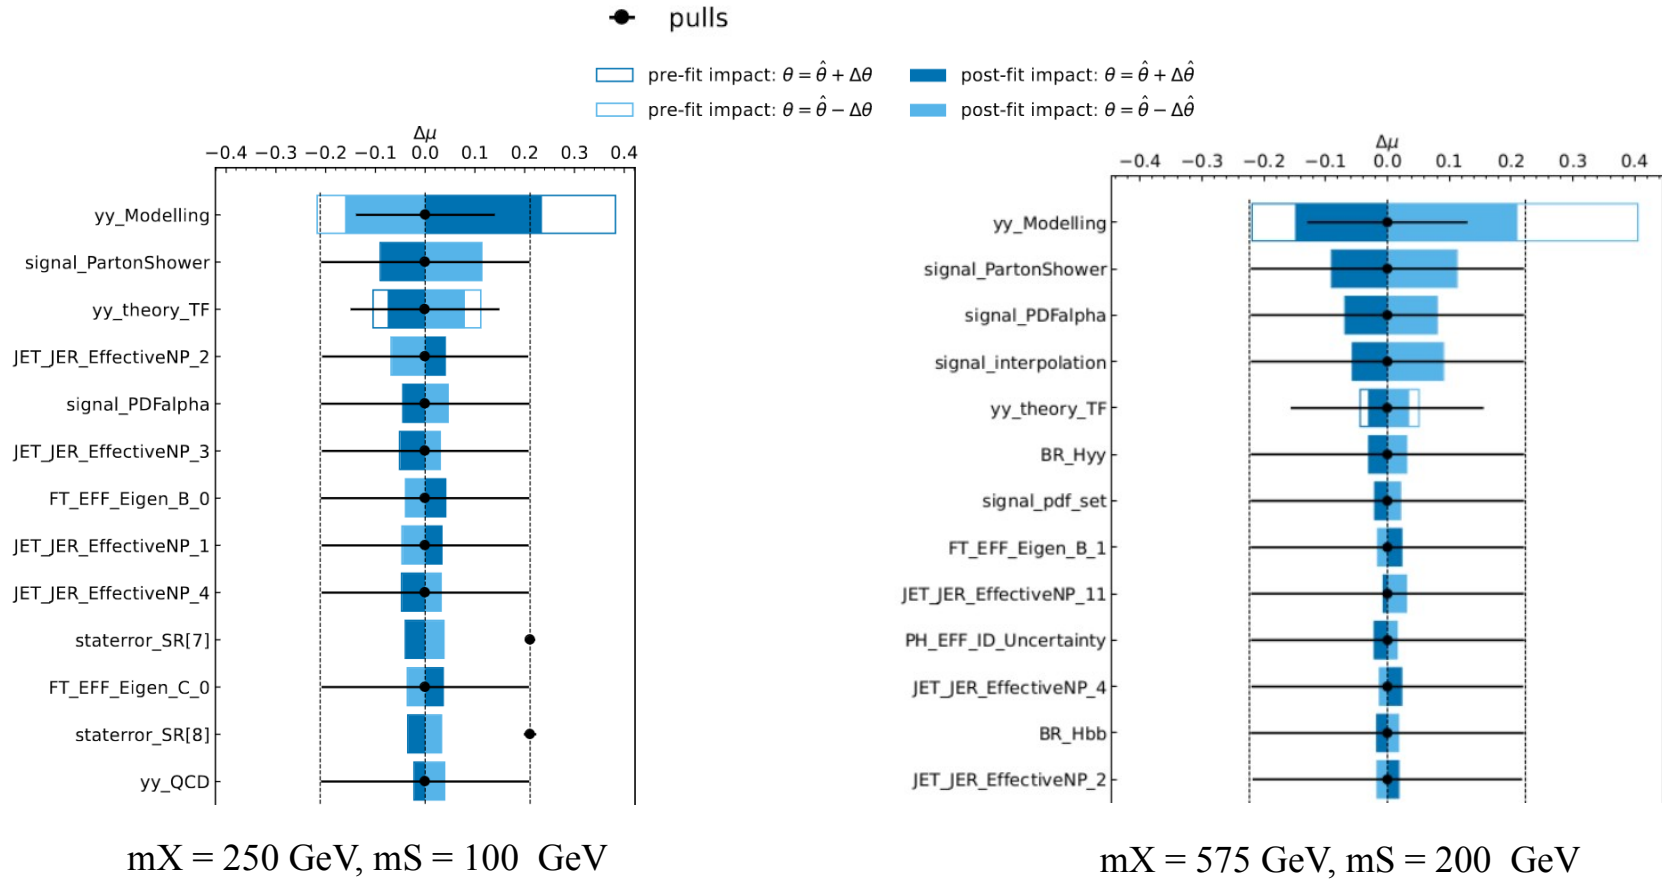 pulls
pre-fit impact: θ = θ̂ + Δθ
post-fit impact: θ = θ̂ + Δθ̂
pre-fit impact: θ = θ̂ − Δθ
post-fit impact: θ = θ̂ − Δθ̂
Δμ
−0.4 −0.3 −0.2 −0.1 0.0 0.1 0.2 0.3 0.4
yy_Modelling
signal_PartonShower
yy_theory_TF
JET_JER_EffectiveNP_2
signal_PDFalpha
JET_JER_EffectiveNP_3
FT_EFF_Eigen_B_0
JET_JER_EffectiveNP_1
JET_JER_EffectiveNP_4
staterror_SR[7]
FT_EFF_Eigen_C_0
staterror_SR[8]
yy_QCD
mX = 250 GeV, mS = 100 GeV
Δμ
−0.4 −0.3 −0.2 −0.1 0.0 0.1 0.2 0.3 0.4
yy_Modelling
signal_PartonShower
signal_PDFalpha
signal_interpolation
yy_theory_TF
BR_Hyy
signal_pdf_set
FT_EFF_Eigen_B_1
JET_JER_EffectiveNP_11
PH_EFF_ID_Uncertainty
JET_JER_EffectiveNP_4
BR_Hbb
JET_JER_EffectiveNP_2
mX = 575 GeV, mS = 200 GeV